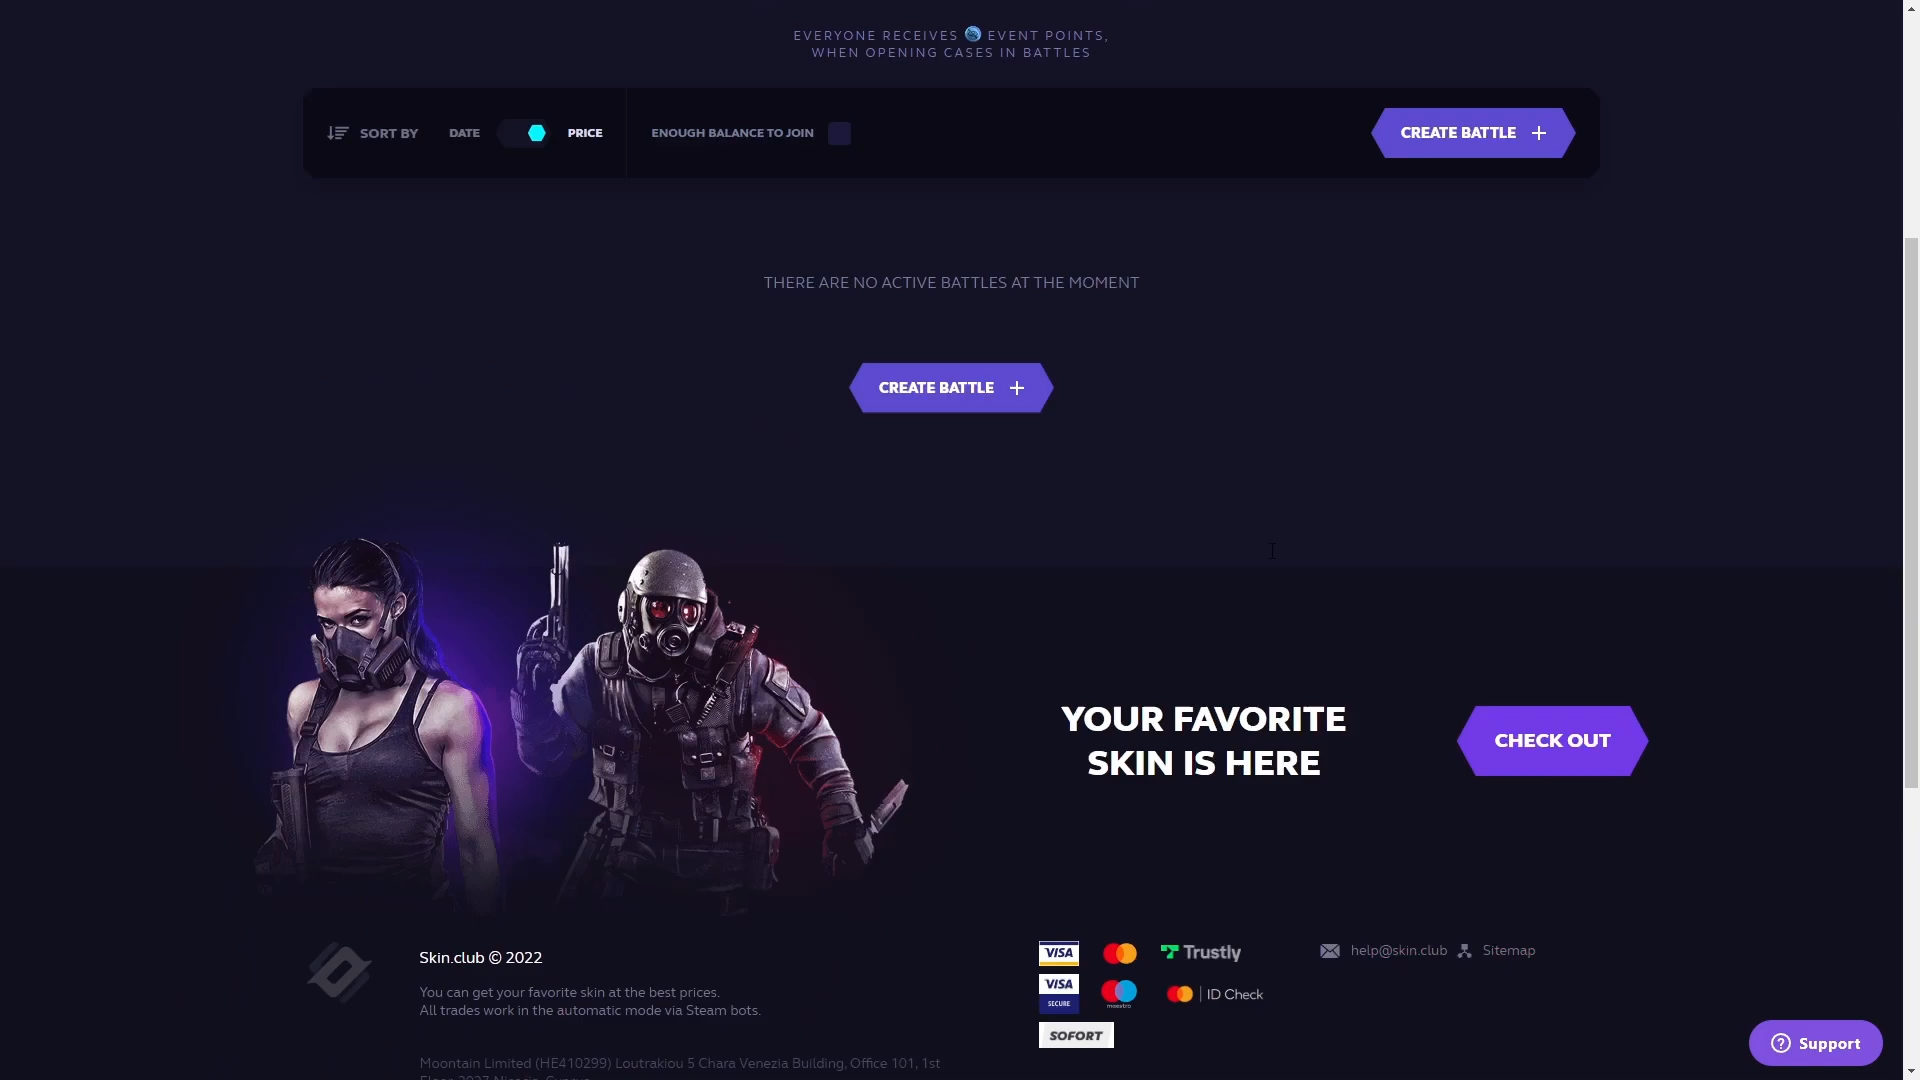 EVERYONE RECEIVES EVENT POINTS,
WHEN OPENING CASES IN BATTLES
SORT BY DATE PRICE ENOUGH BALANCE TO JOIN CREATE BATTLE +
THERE ARE NO ACTIVE BATTLES AT THE MOMENT
CREATE BATTLE +
YOUR FAVORITE
SKIN IS HERE
CHECK OUT
Skin.club © 2022
You can get your favorite skin at the best prices.
All trades work in the automatic mode via Steam bots.
Moontain Limited (HE410299) Loutrakiou 5 Chara Venezia Building, Office 101, 1st
VISA
Trustly
VISA
SECURE
maestro
ID Check
SOFORT
help@skin.club
Sitemap
Support